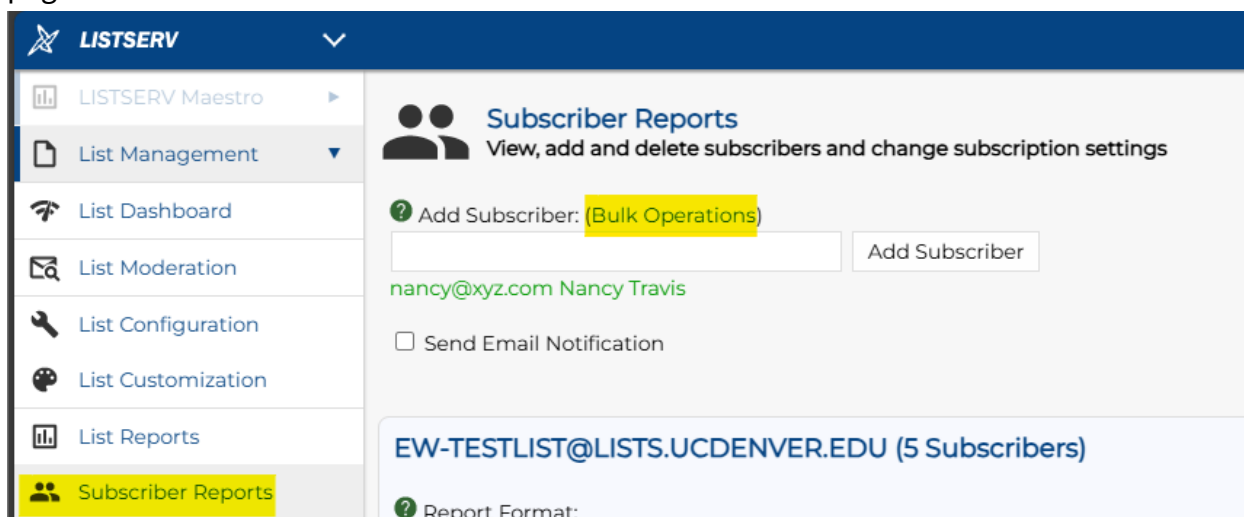 LISTSERV
LISTSERV Maestro
List Management
List Dashboard
List Moderation
List Configuration
List Customization
List Reports
Subscriber Reports
Subscriber Reports
View, add and delete subscribers and change subscription settings
Add Subscriber: (Bulk Operations)
Add Subscriber
nancy@xyz.com Nancy Travis
Send Email Notification
EW-TESTLIST@LISTS.UCDENVER.EDU (5 Subscribers)
Report Format: